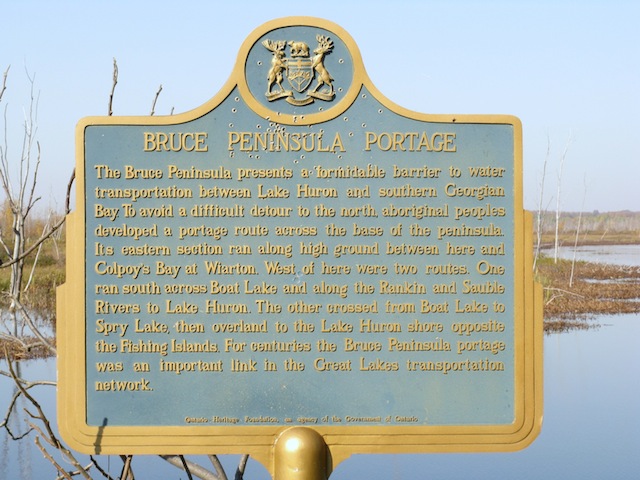 BRUCE PENINSULA PORTAGE
The Bruce Peninsula presents a formidable barrier to water
transportation between Lake Huron and southern Georgian
Bay. To avoid a difficult detour to the north, aboriginal peoples
developed a portage route across the base of the peninsula.
Its eastern section ran along high ground between here and
Colpoy's Bay at Wiarton. West of here were two routes. One
ran south across Boat Lake and along the Rankin and Sauble
Rivers to Lake Huron. The other crossed from Boat Lake to
Spry Lake, then overland to the Lake Huron shore opposite
the Fishing Islands. For centuries the Bruce Peninsula portage
was an important link in the Great Lakes transportation
network.
Ontario Heritage Foundation, an agency of the Government of Ontario